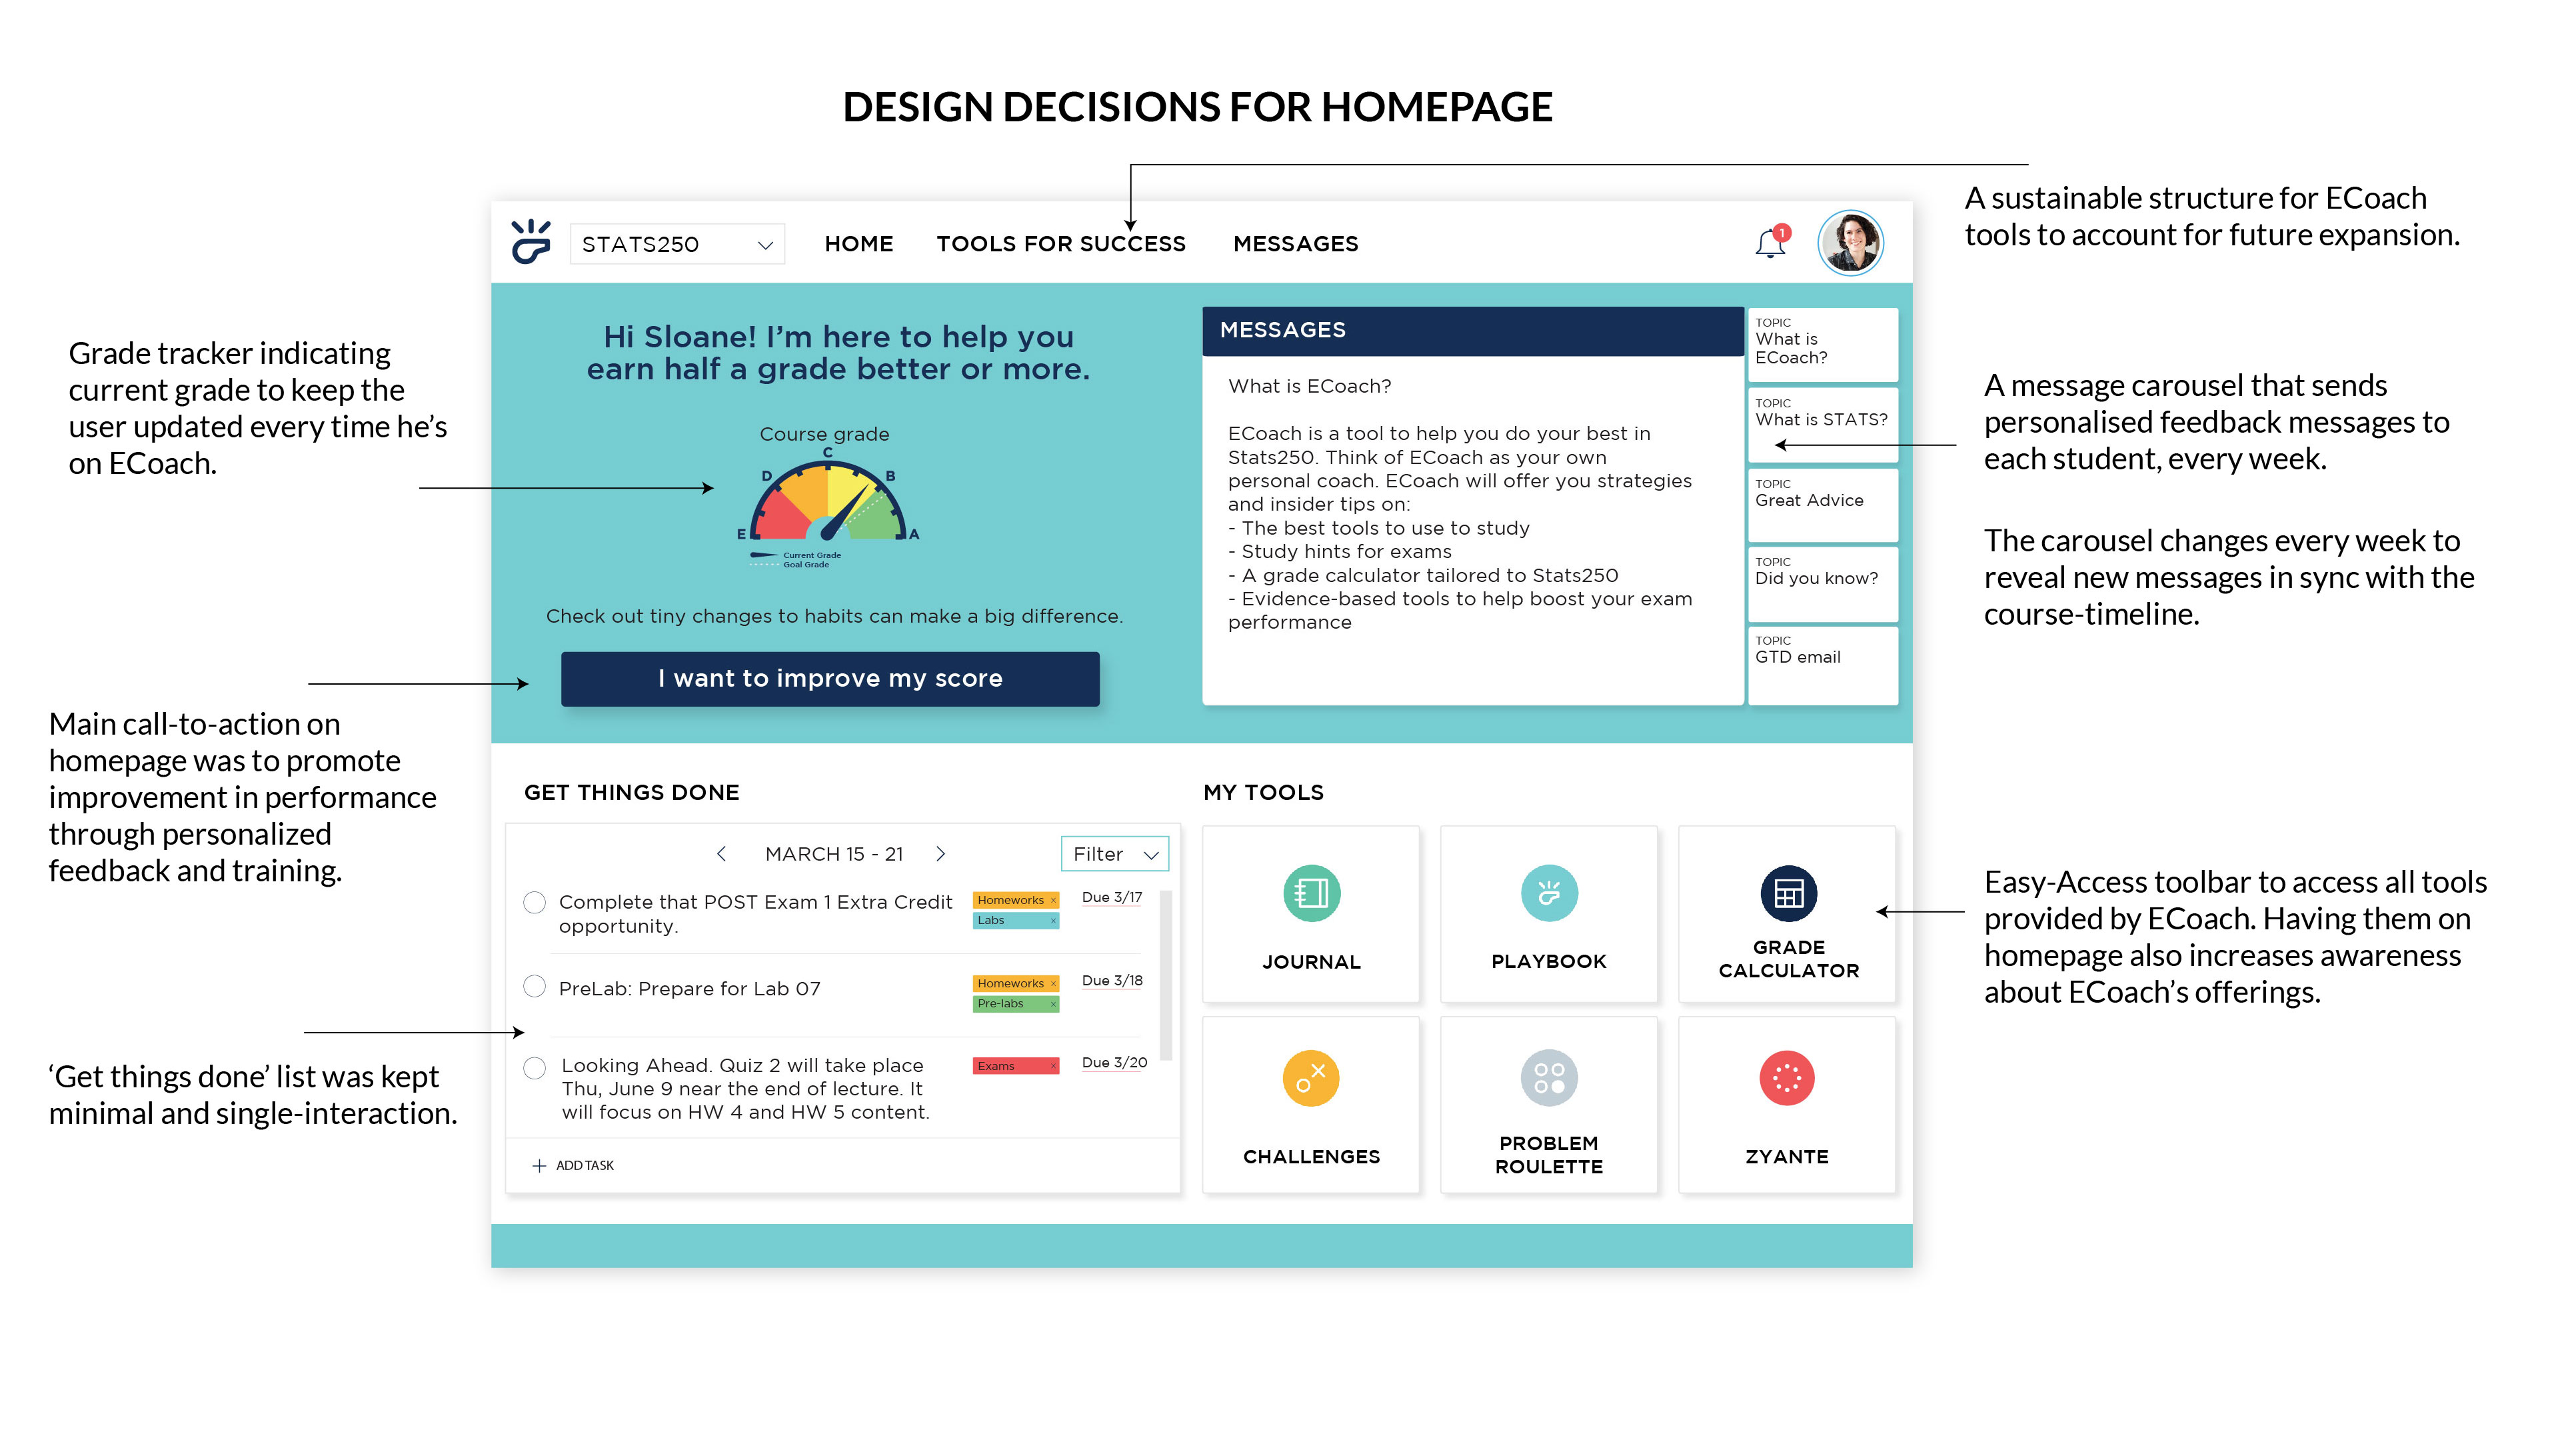 DESIGN DECISIONS FOR HOMEPAGE
A sustainable structure for ECoach
tools to account for future expansion.
STATS250
HOME
TOOLS FOR SUCCESS
MESSAGES
1
Grade tracker indicating
current grade to keep the
user updated every time he’s
on ECoach.
Main call-to-action on
homepage was to promote
improvement in performance
through personalized
feedback and training.
‘Get things done’ list was kept
minimal and single-interaction.
Hi Sloane! I’m here to help you
earn half a grade better or more.
Course grade
C
D
B
E
A
Current Grade
Goal Grade
Check out tiny changes to habits can make a big difference.
I want to improve my score
MESSAGES
What is ECoach?
ECoach is a tool to help you do your best in
Stats250. Think of ECoach as your own
personal coach. ECoach will offer you strategies
and insider tips on:
- The best tools to use to study
- Study hints for exams
- A grade calculator tailored to Stats250
- Evidence-based tools to help boost your exam
performance
TOPIC
What is
ECoach?
TOPIC
What is STATS?
TOPIC
Great Advice
TOPIC
Did you know?
TOPIC
GTD email
A message carousel that sends
personalised feedback messages to
each student, every week.
The carousel changes every week to
reveal new messages in sync with the
course-timeline.
GET THINGS DONE
MARCH 15 - 21
Filter
Complete that POST Exam 1 Extra Credit
opportunity.
Homeworks x
Labs x
Due 3/17
PreLab: Prepare for Lab 07
Homeworks x
Pre-labs x
Due 3/18
Looking Ahead. Quiz 2 will take place
Thu, June 9 near the end of lecture. It
will focus on HW 4 and HW 5 content.
Exams x
Due 3/20
+ ADD TASK
MY TOOLS
JOURNAL
PLAYBOOK
GRADE
CALCULATOR
CHALLENGES
PROBLEM
ROULETTE
ZYANTE
Easy-Access toolbar to access all tools
provided by ECoach. Having them on
homepage also increases awareness
about ECoach’s offerings.